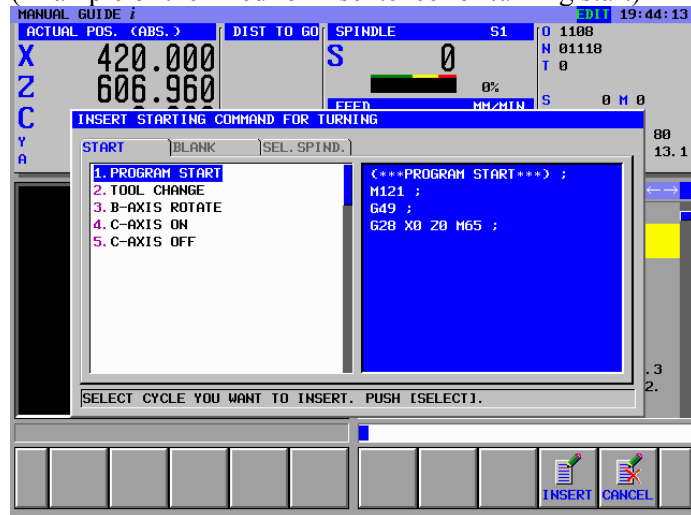 MANUAL GUIDE i EDIT 19:44:13
ACTUAL POS. (ABS.) DIST TO GO SPINDLE S1 O 1108
X 420.000 S 0 N 01118
T 0
Z 606.960 0%
FEED MM/MIN S 0 M 0
C
INSERT STARTING COMMAND FOR TURNING
Y 80
A 13.1
START BLANK SEL.SPIND.
1.PROGRAM START (***PROGRAM START***) ;
2.TOOL CHANGE M121 ;
3.B-AXIS ROTATE G49 ;
4.C-AXIS ON G28 X0 Z0 M65 ;
5.C-AXIS OFF
.3
2.
SELECT CYCLE YOU WANT TO INSERT. PUSH [SELECT].
INSERT CANCEL